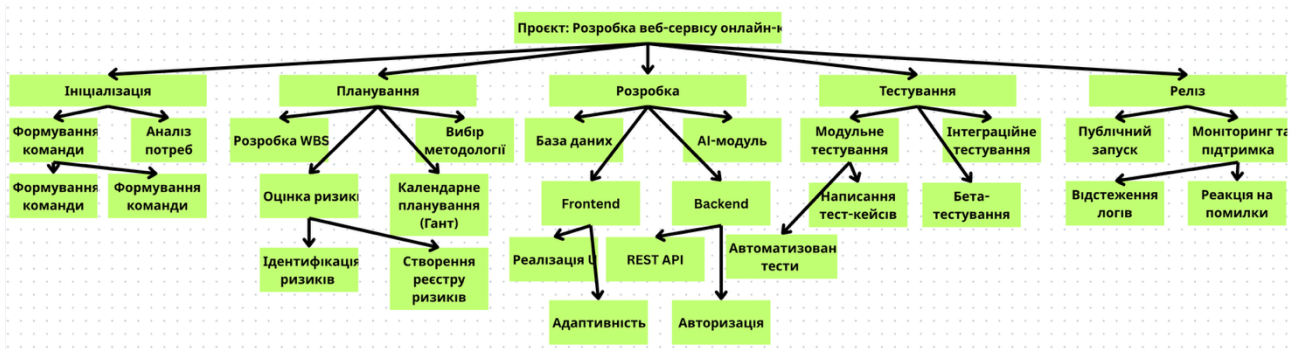 Проєкт: Розробка веб-сервісу онлайн-к
Ініціалізація
Планування
Розробка
Тестування
Реліз
Формування
команди
Аналіз
потреб
Розробка WBS
Вибір
методології
База даних
AI-модуль
Модульне
тестування
Інтеграційне
тестування
Публічний
запуск
Моніторинг та
підтримка
Формування
команди
Формування
команди
Оцінка ризикі
Календарне
планування
(Гант)
Frontend
Backend
Написання
тест-кейсів
Бета-
тестування
Відстеження
логів
Реакція на
помилки
Ідентифікаці
ризиків
Створення
реєстру
ризиків
Реалізація U
REST API
Автоматизован
тести
Адаптивність
Авторизація